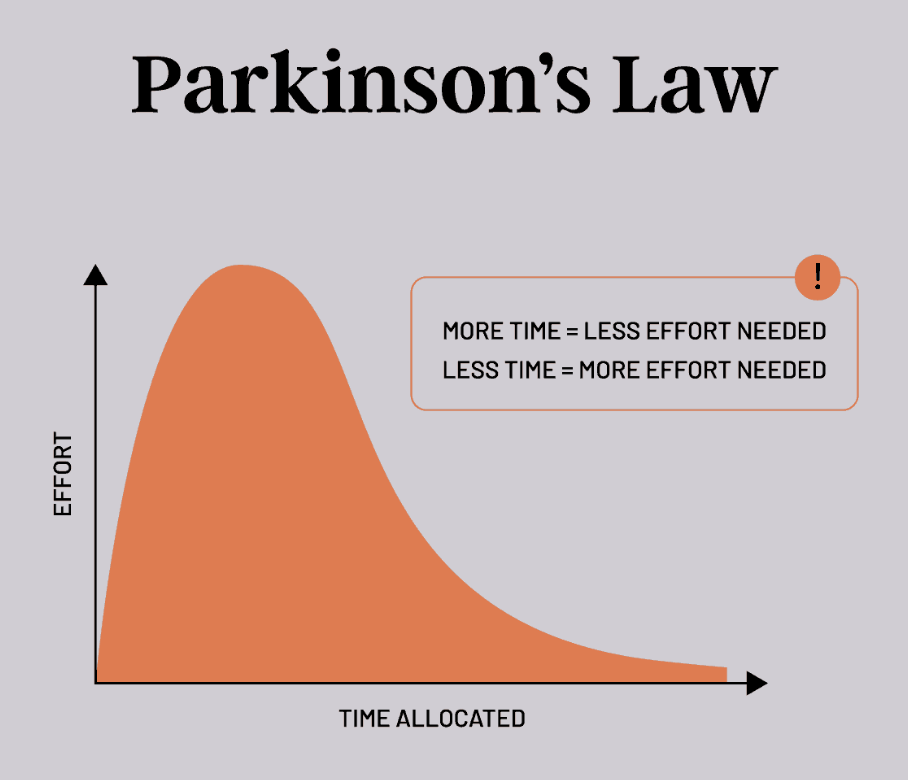 Parkinson’s Law
!
MORE TIME = LESS EFFORT NEEDED
LESS TIME = MORE EFFORT NEEDED
EFFORT
TIME ALLOCATED